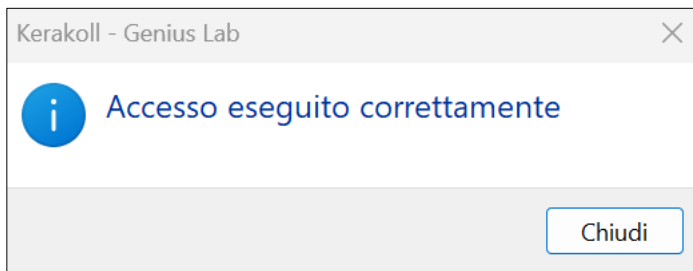 Kerakoll - Genius Lab
Accesso eseguito correttamente
Chiudi